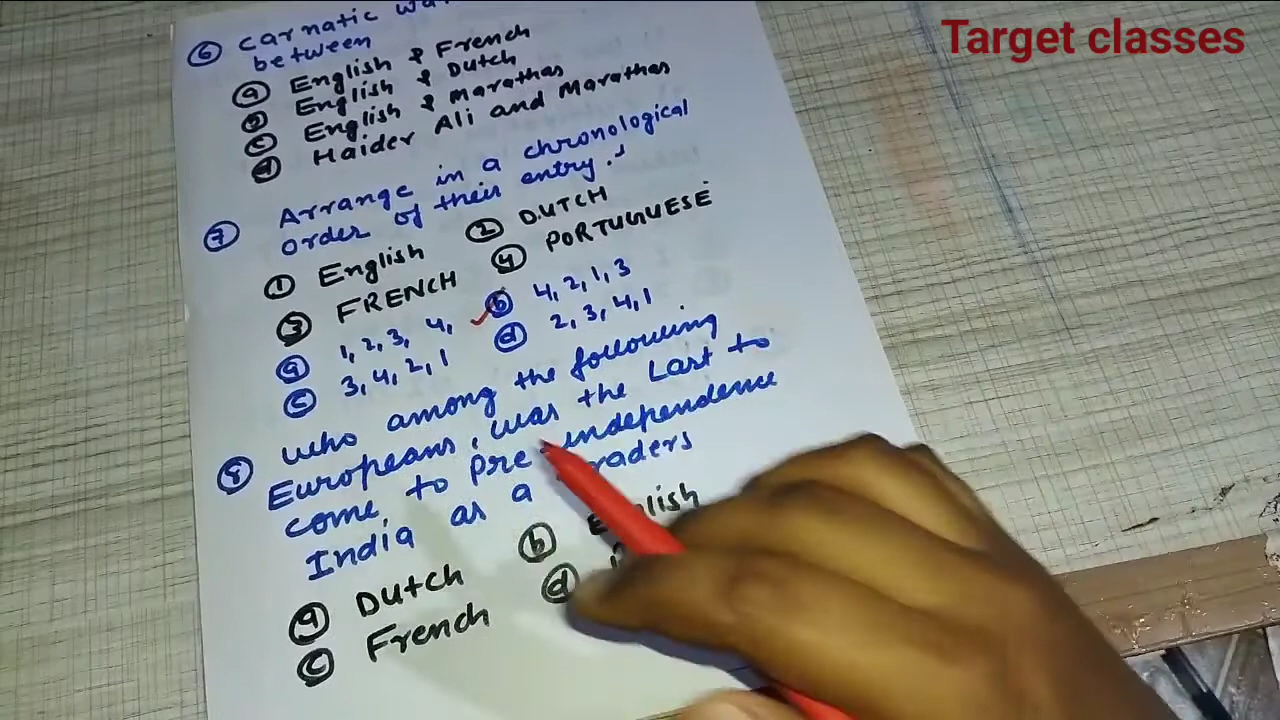 Target classes
⑥ Carnatic
between
ⓐ English & French
ⓑ English & Dutch
ⓒ English & Marathas
ⓓ Haider Ali and Marathas
⑦ Arrange in a chronological
order of their entry.
① English ② DUTCH
③ FRENCH ④ PORTUGUESE
ⓐ 1, 2, 3, 4, ✓ⓑ 4, 2, 1, 3
ⓒ 3, 4, 2, 1 ⓓ 2, 3, 4, 1
⑧ who among the following
Europeans, was the Last to
come to Pre-independence
India as a raders
ⓐ Dutch ⓑ English
ⓒ French ⓓ